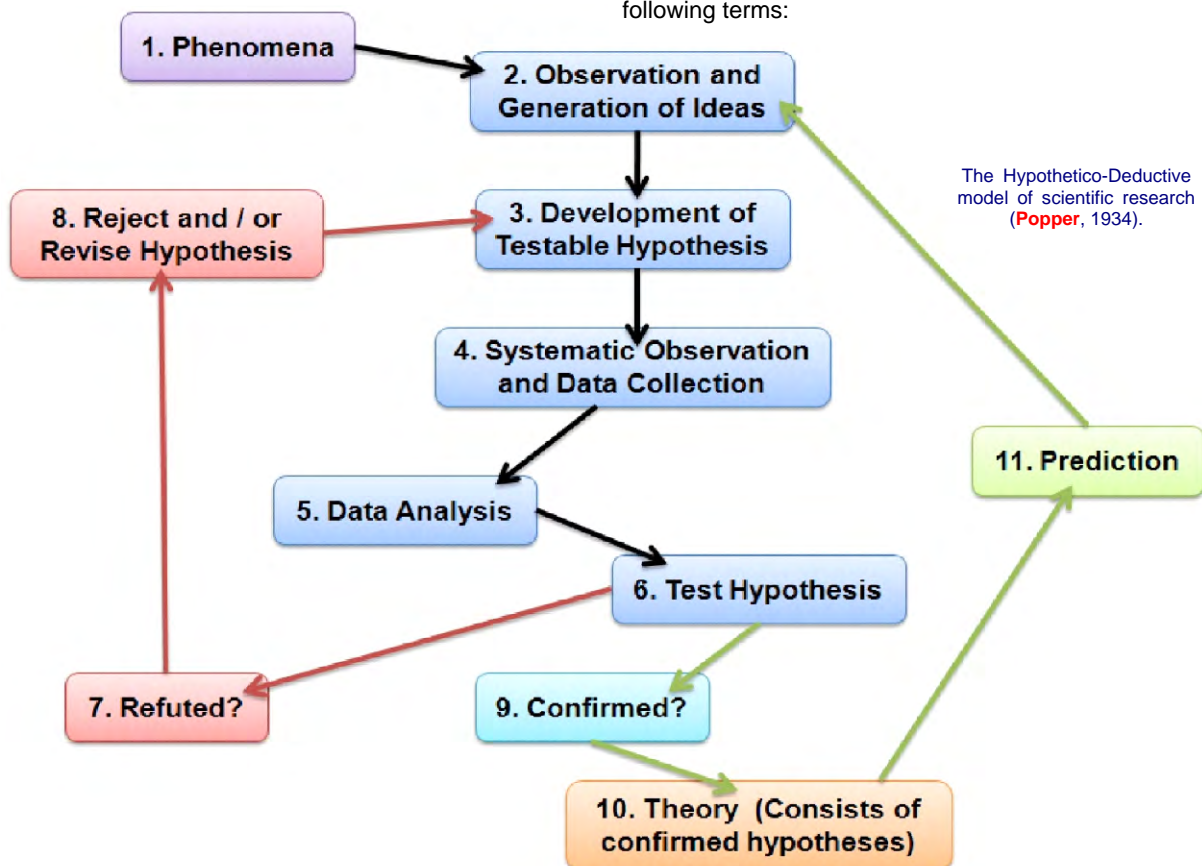 following terms:
1. Phenomena
2. Observation and
Generation of Ideas
The Hypothetico-Deductive
model of scientific research
(Popper, 1934).
8. Reject and / or
Revise Hypothesis
3. Development of
Testable Hypothesis
4. Systematic Observation
and Data Collection
11. Prediction
5. Data Analysis
6. Test Hypothesis
7. Refuted?
9. Confirmed?
10. Theory (Consists of
confirmed hypotheses)